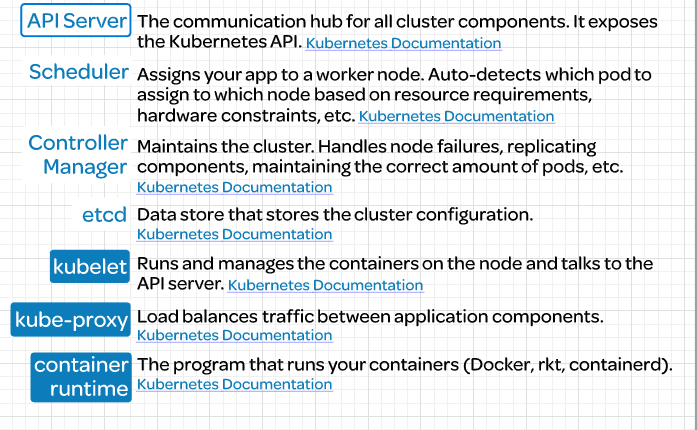 API Server The communication hub for all cluster components. It exposes
the Kubernetes API. Kubernetes Documentation
Scheduler Assigns your app to a worker node. Auto-detects which pod to
assign to which node based on resource requirements,
hardware constraints, etc. Kubernetes Documentation
Controller Maintains the cluster. Handles node failures, replicating
Manager components, maintaining the correct amount of pods, etc.
Kubernetes Documentation
etcd Data store that stores the cluster configuration.
Kubernetes Documentation
kubelet Runs and manages the containers on the node and talks to the
API server. Kubernetes Documentation
kube-proxy Load balances traffic between application components.
Kubernetes Documentation
container The program that runs your containers (Docker, rkt, containerd).
runtime Kubernetes Documentation